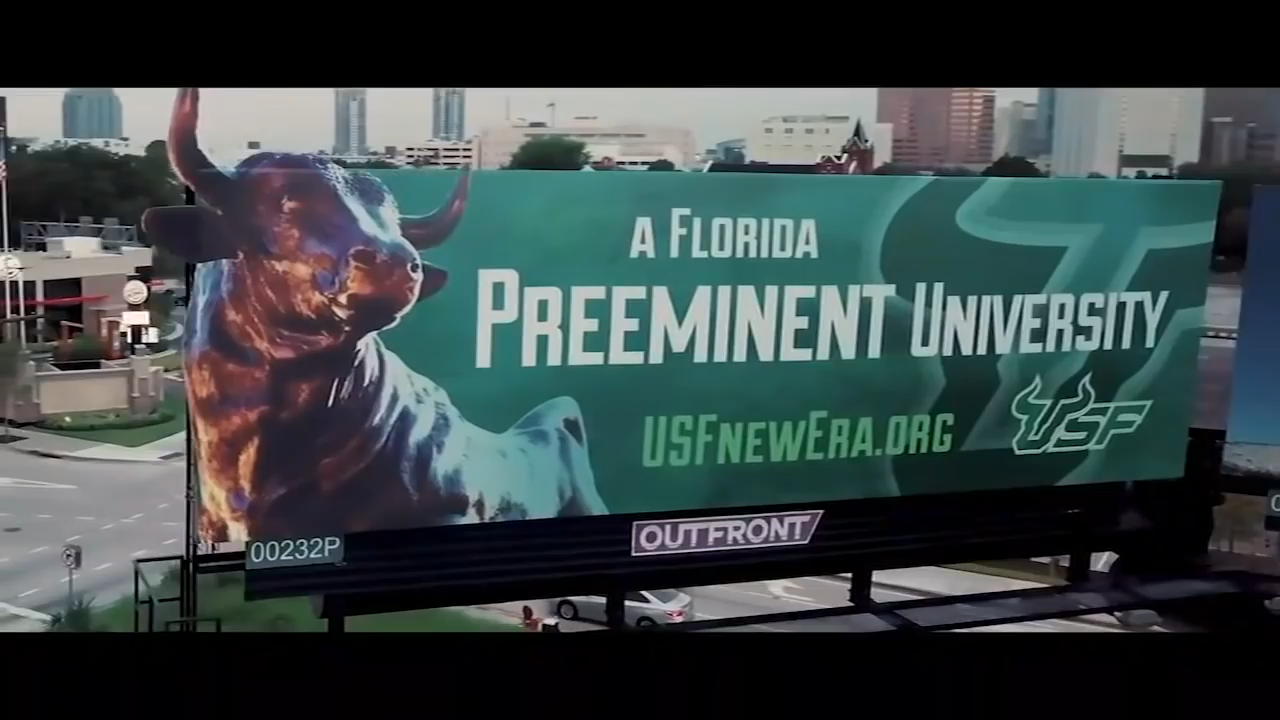 A FLORIDA
PREEMINENT UNIVERSITY
USFNEWERA.ORG
USF
OUTFRONT
00232P